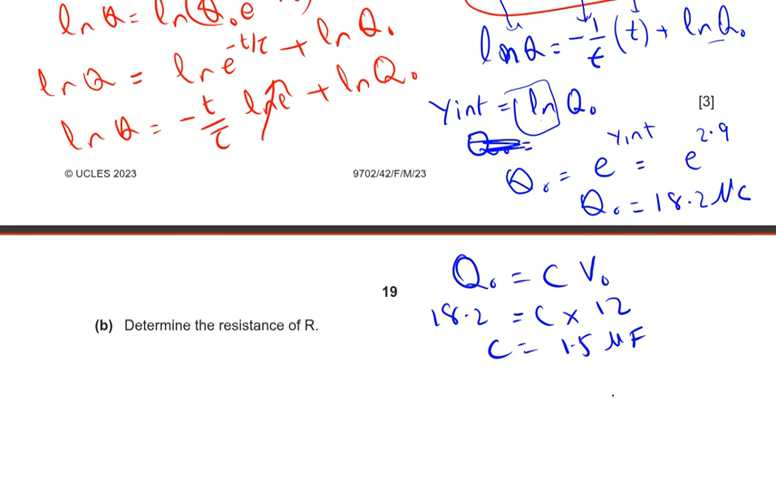 ln Q = ln(Q₀e
ln Q = ln e^-t/τ + ln Q₀
ln Q = -t/τ ln e + ln Q₀
ln Q = -1/τ (t) + ln Q₀
Yint = ln Q₀
[3]
Q₀ =
Q₀ = e^Yint = e^2.9
Q₀ = 18.2 μC
© UCLES 2023
9702/42/F/M/23
19
(b) Determine the resistance of R.
Q₀ = C V₀
18.2 = C × 12
C = 1.5 μF